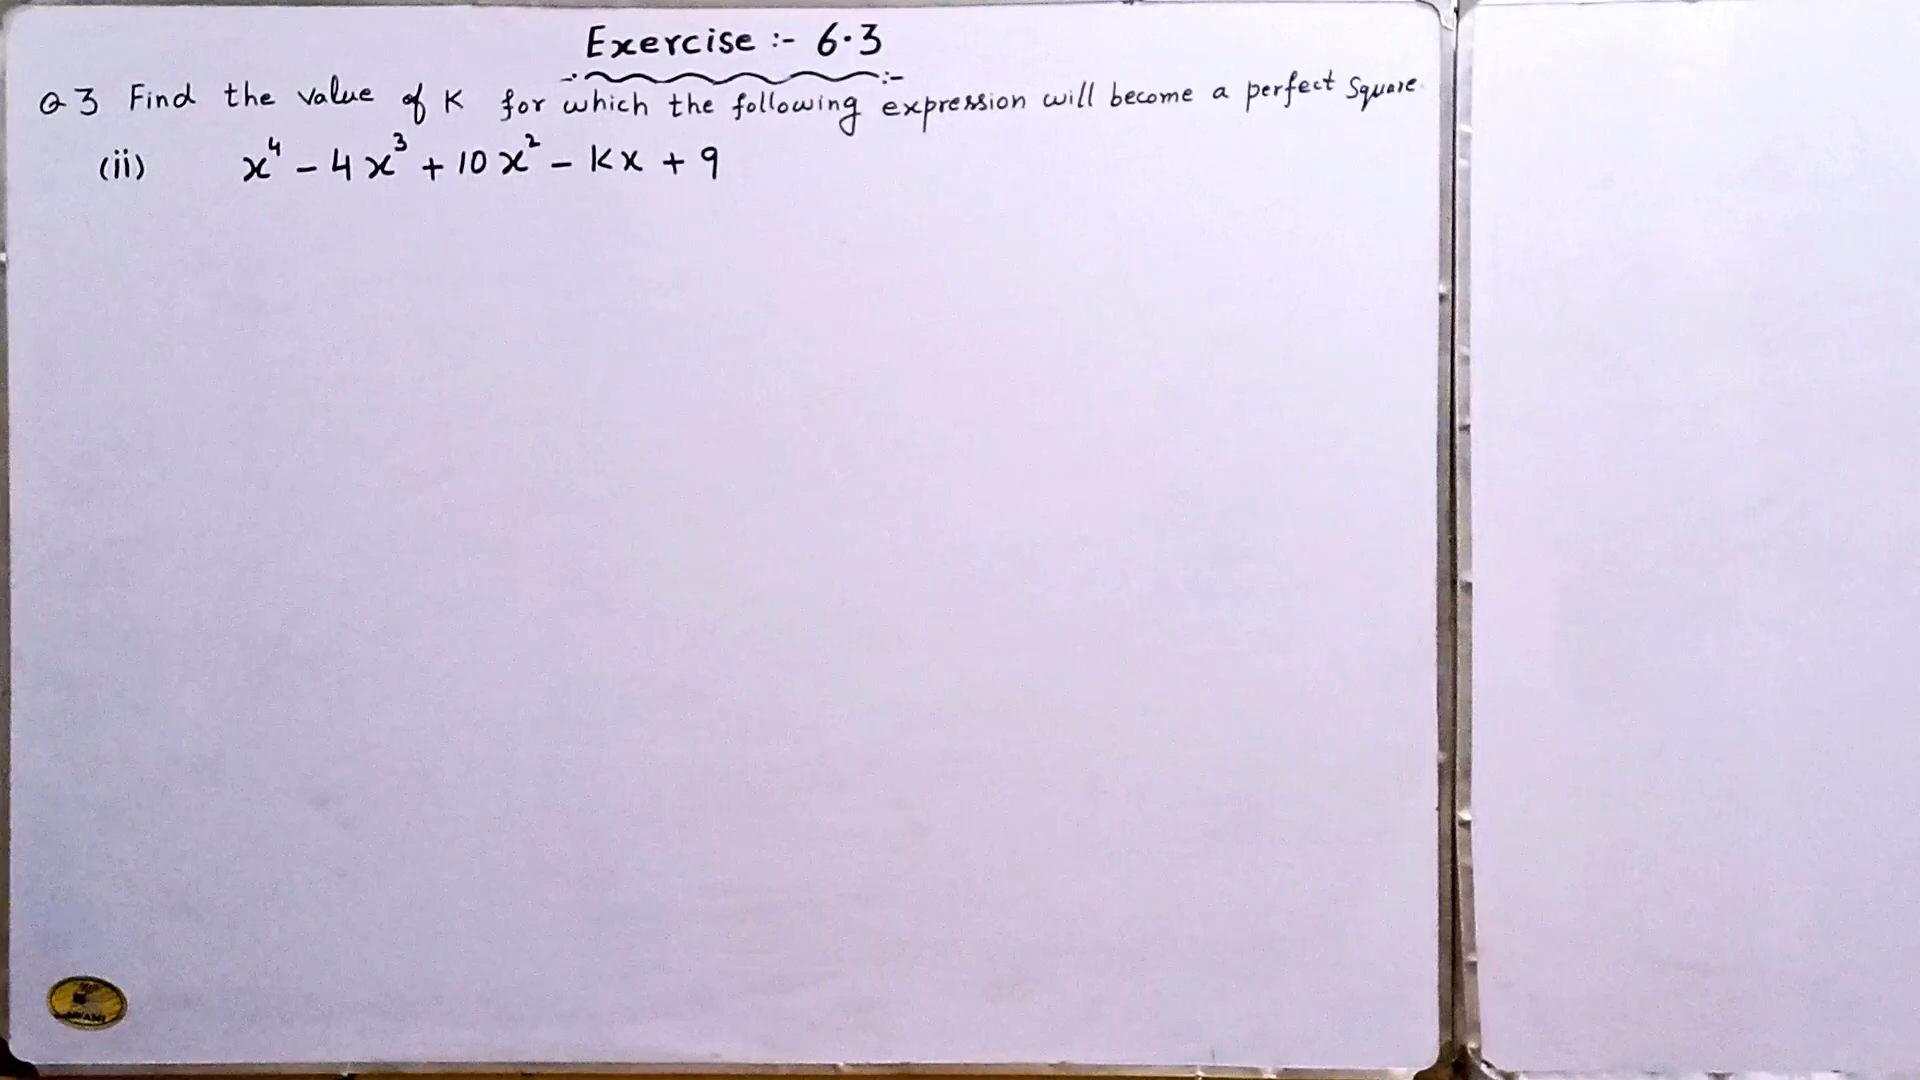 Exercise :- 6.3
Q 3 Find the value of K for which the following expression will become a perfect Square.
(ii) x⁴ - 4x³ + 10x² - Kx + 9